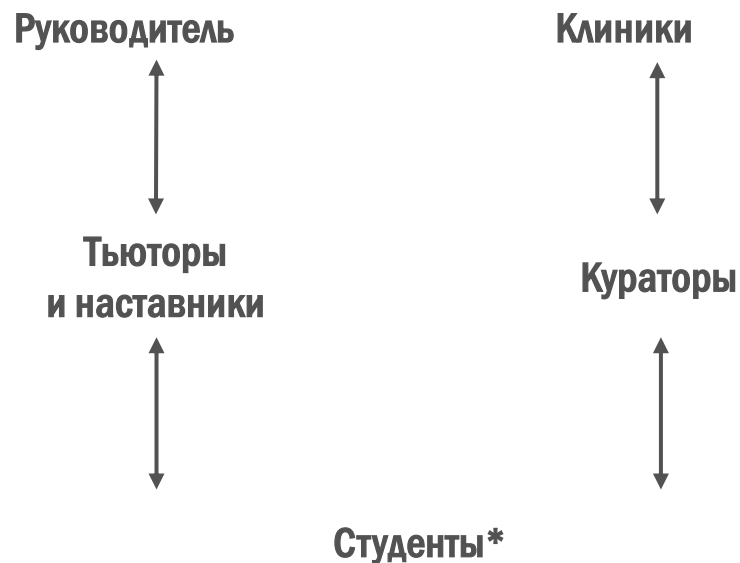 Руководитель
Клиники
Тьюторы
и наставники
Кураторы
Студенты*